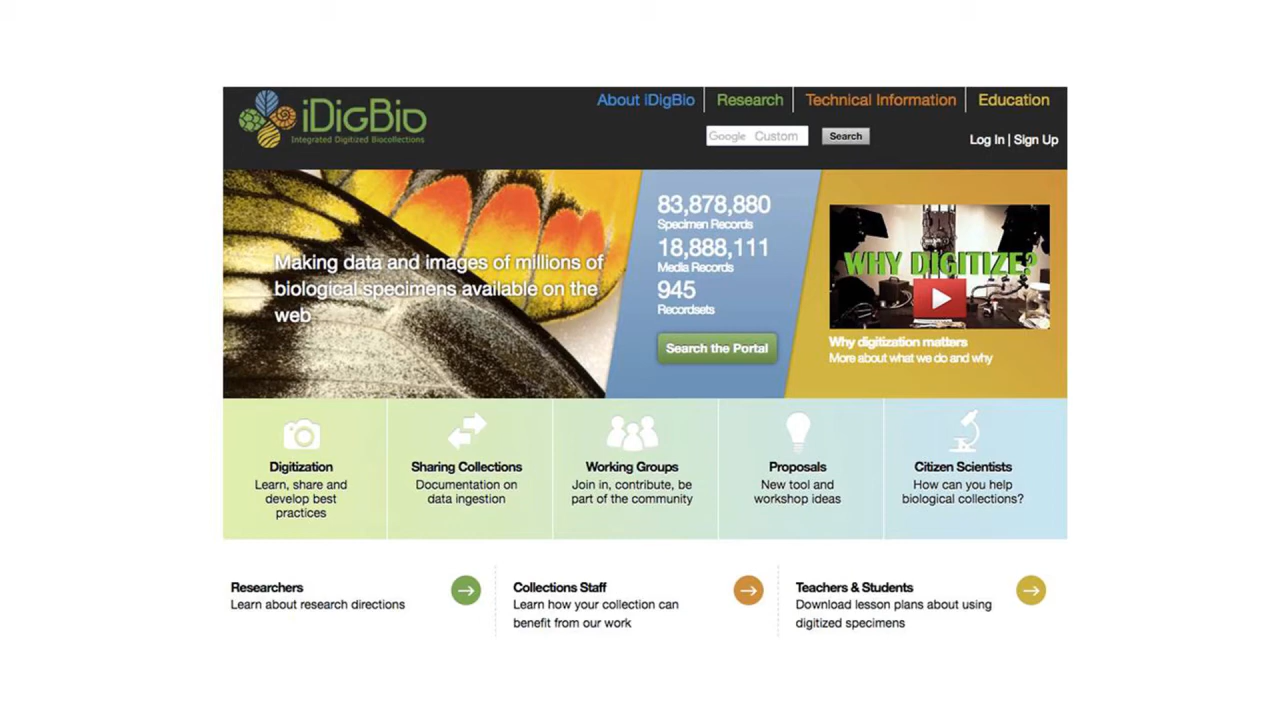 iDigBio
Integrated Digitized Biocollections
About iDigBio
Research
Technical Information
Education
Google Custom
Search
Log In | Sign Up
Making data and images of millions of
biological specimens available on the
web
83,878,880
Specimen Records
18,888,111
Media Records
945
Recordsets
Search the Portal
WHY DIGITIZE?
Why digitization matters
More about what we do and why
Digitization
Learn, share and
develop best
practices
Sharing Collections
Documentation on
data ingestion
Working Groups
Join in, contribute, be
part of the community
Proposals
New tool and
workshop ideas
Citizen Scientists
How can you help
biological collections?
Researchers
Learn about research directions
Collections Staff
Learn how your collection can
benefit from our work
Teachers & Students
Download lesson plans about using
digitized specimens